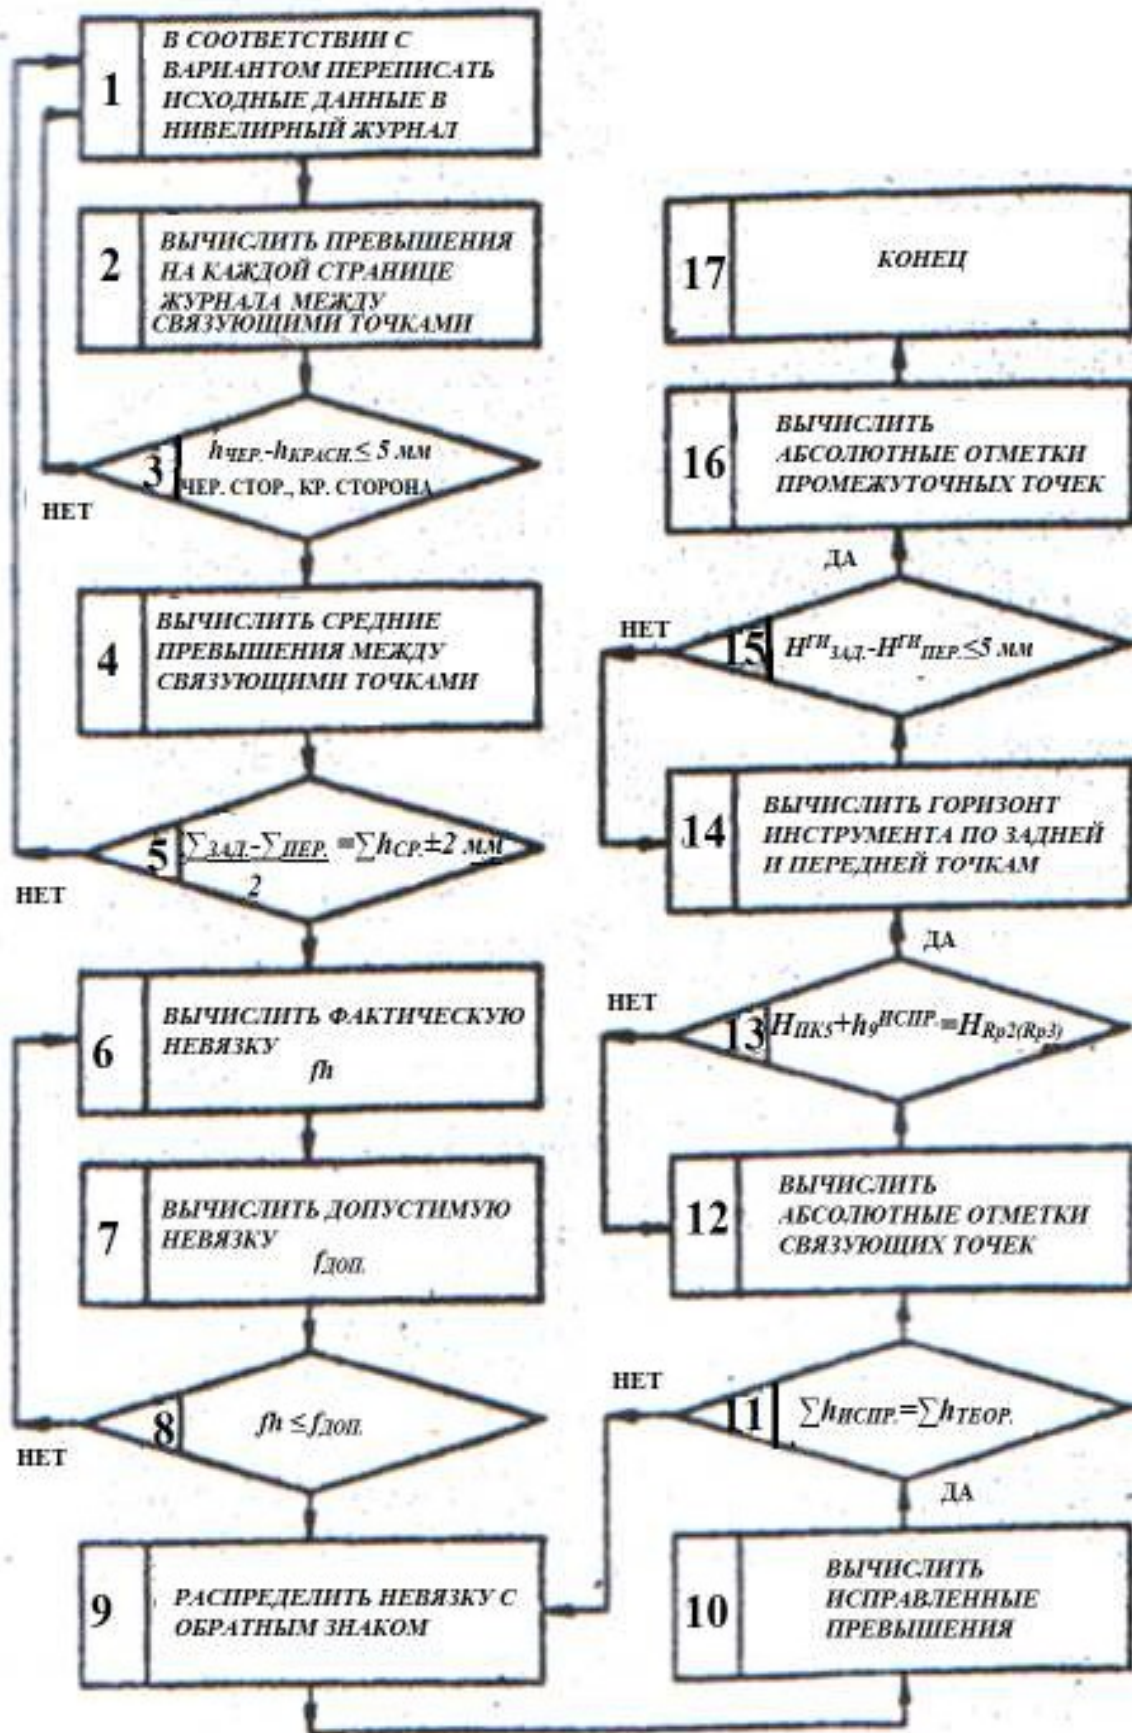 1
В СООТВЕТСТВИИ С
ВАРИАНТОМ ПЕРЕПИСАТЬ
ИСХОДНЫЕ ДАННЫЕ В
НИВЕЛИРНЫЙ ЖУРНАЛ
2
ВЫЧИСЛИТЬ ПРЕВЫШЕНИЯ
НА КАЖДОЙ СТРАНИЦЕ
ЖУРНАЛА МЕЖДУ
СВЯЗУЮЩИМИ ТОЧКАМИ
3
hЧЕР.-hКРАСН.≤ 5 мм
ЧЕР. СТОР., КР. СТОРОНА
НЕТ
4
ВЫЧИСЛИТЬ СРЕДНИЕ
ПРЕВЫШЕНИЯ МЕЖДУ
СВЯЗУЮЩИМИ ТОЧКАМИ
5
∑ЗАД.-∑ПЕР. =∑hСР.±2 мм
2
НЕТ
6
ВЫЧИСЛИТЬ ФАКТИЧЕСКУЮ
НЕВЯЗКУ
fh
7
ВЫЧИСЛИТЬ ДОПУСТИМУЮ
НЕВЯЗКУ
fДОП.
8
fh ≤ fДОП.
НЕТ
9
РАСПРЕДЕЛИТЬ НЕВЯЗКУ С
ОБРАТНЫМ ЗНАКОМ
17
КОНЕЦ
16
ВЫЧИСЛИТЬ
АБСОЛЮТНЫЕ ОТМЕТКИ
ПРОМЕЖУТОЧНЫХ ТОЧЕК
ДА
НЕТ
15
HГИЗАД.-HГИПЕР.≤5 мм
14
ВЫЧИСЛИТЬ ГОРИЗОНТ
ИНСТРУМЕНТА ПО ЗАДНЕЙ
И ПЕРЕДНЕЙ ТОЧКАМ
ДА
НЕТ
13
HПК5+h9ИСПР.=HRp2(Rp3)
12
ВЫЧИСЛИТЬ
АБСОЛЮТНЫЕ ОТМЕТКИ
СВЯЗУЮЩИХ ТОЧЕК
НЕТ
11
∑hИСПР.=∑hТЕОР.
ДА
10
ВЫЧИСЛИТЬ
ИСПРАВЛЕННЫЕ
ПРЕВЫШЕНИЯ